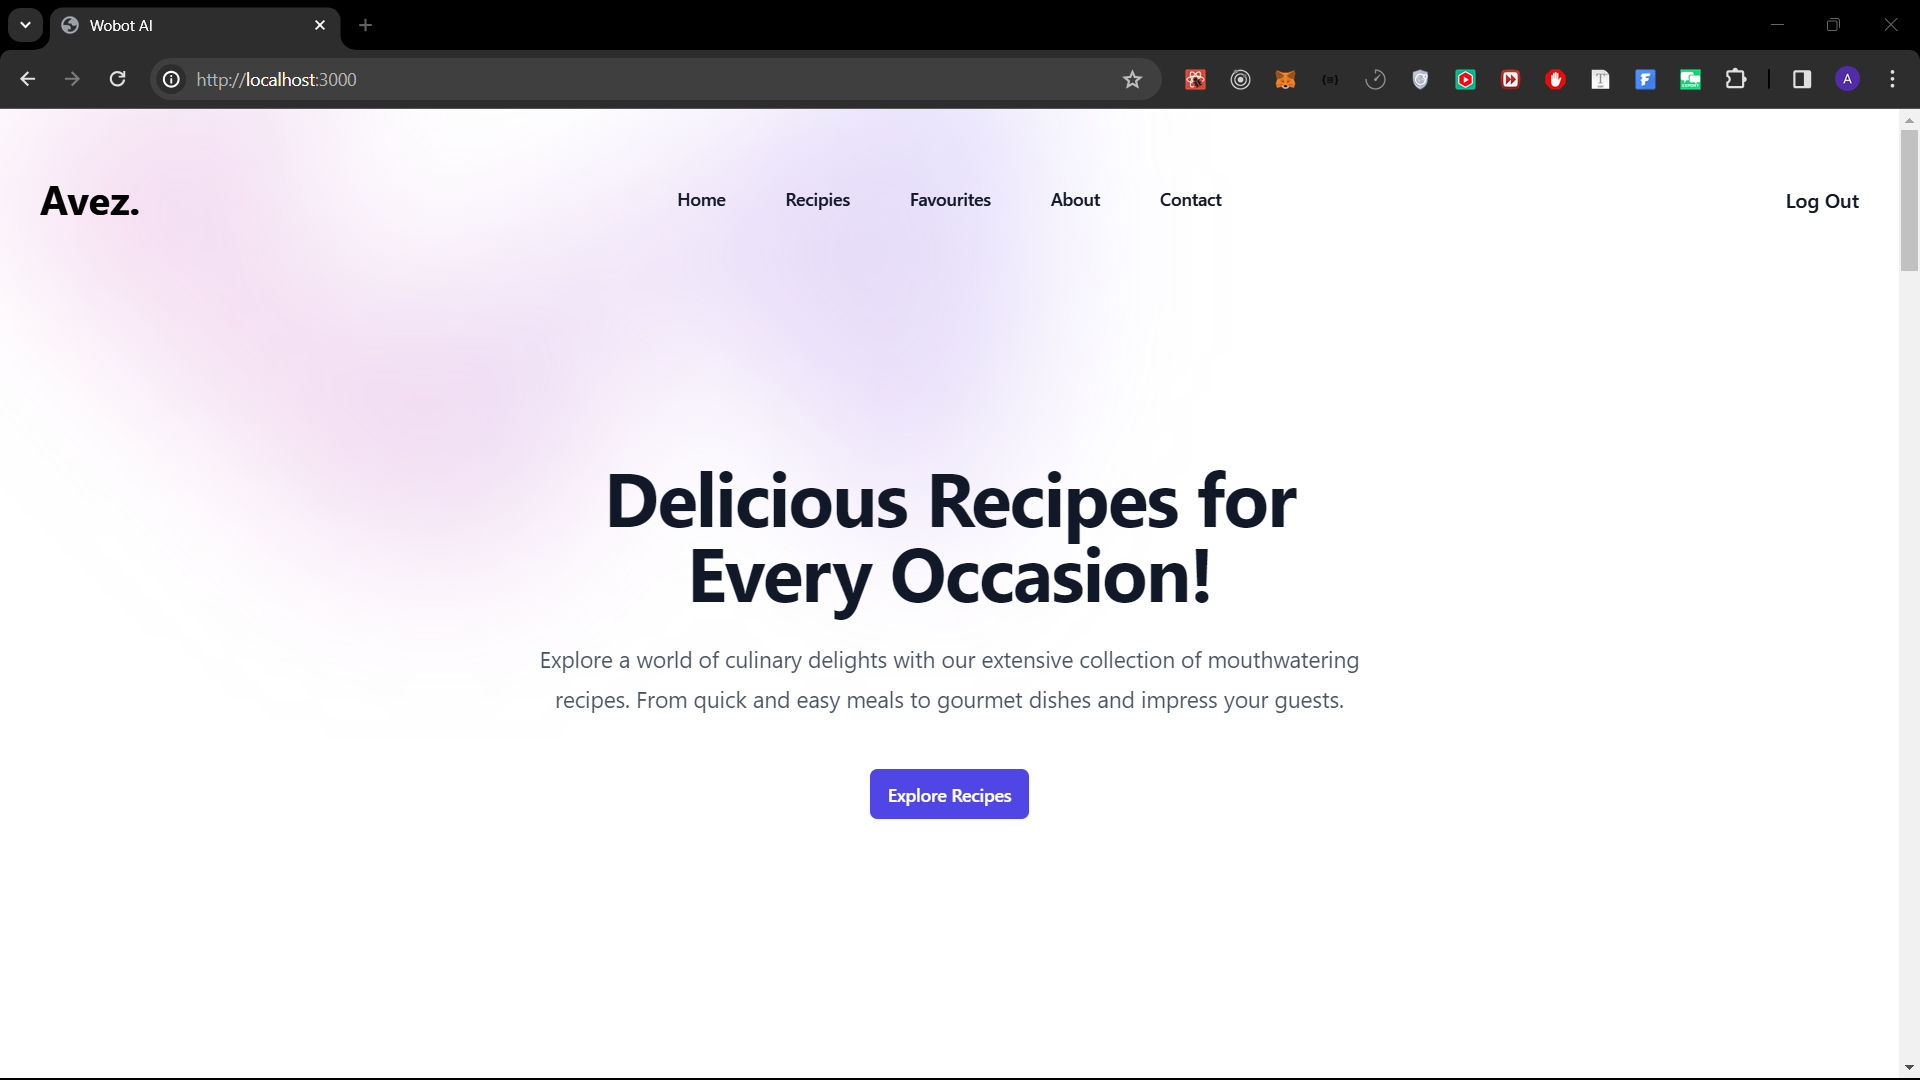 Wobot AI
http://localhost:3000
A
Avez.
Home
Recipies
Favourites
About
Contact
Log Out
Delicious Recipes for
Every Occasion!
Explore a world of culinary delights with our extensive collection of mouthwatering
recipes. From quick and easy meals to gourmet dishes and impress your guests.
Explore Recipes